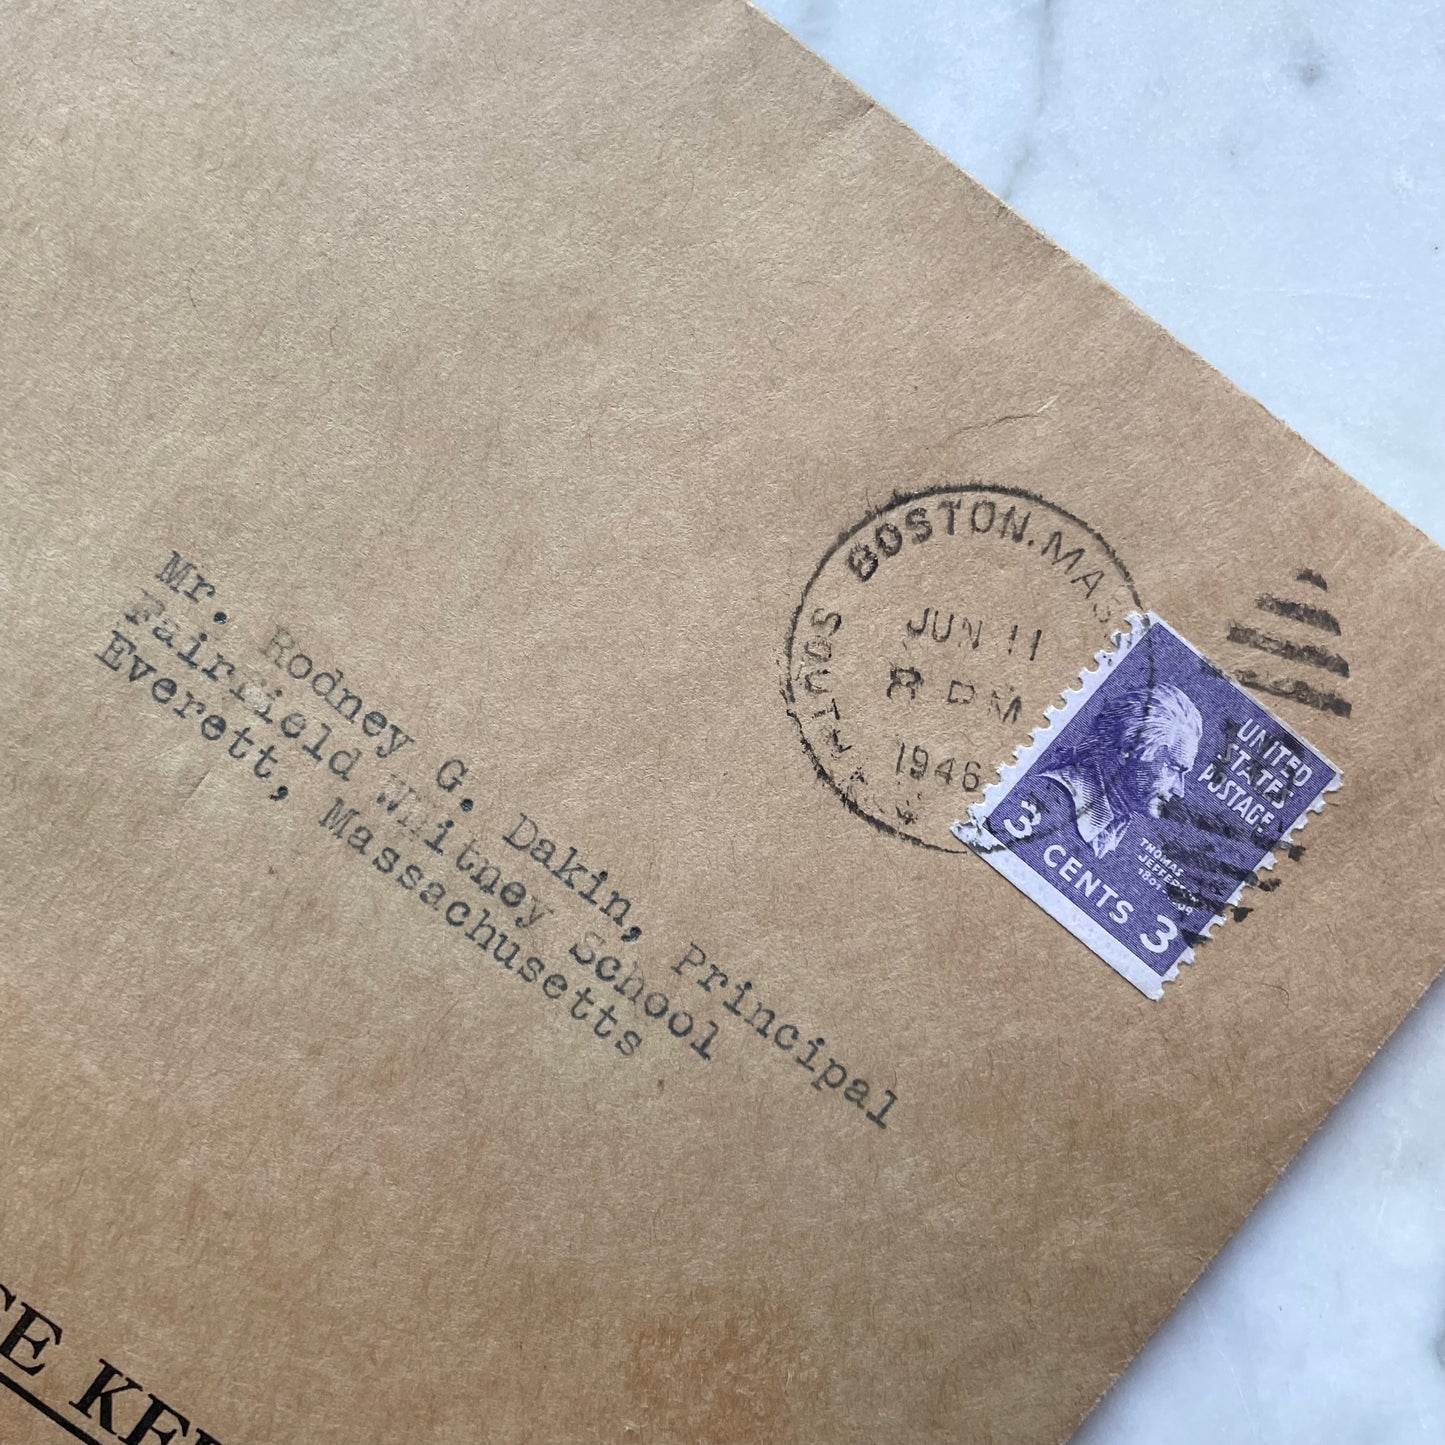 Mr. Rodney G. Dakin, Principal
Fairfield Whitney School
Everett, Massachusetts
BOSTON, MASS
JUN 11
PM
1946
UNITED
STATES
POSTAGE
THOMAS
JEFFERSON
3 CENTS 3